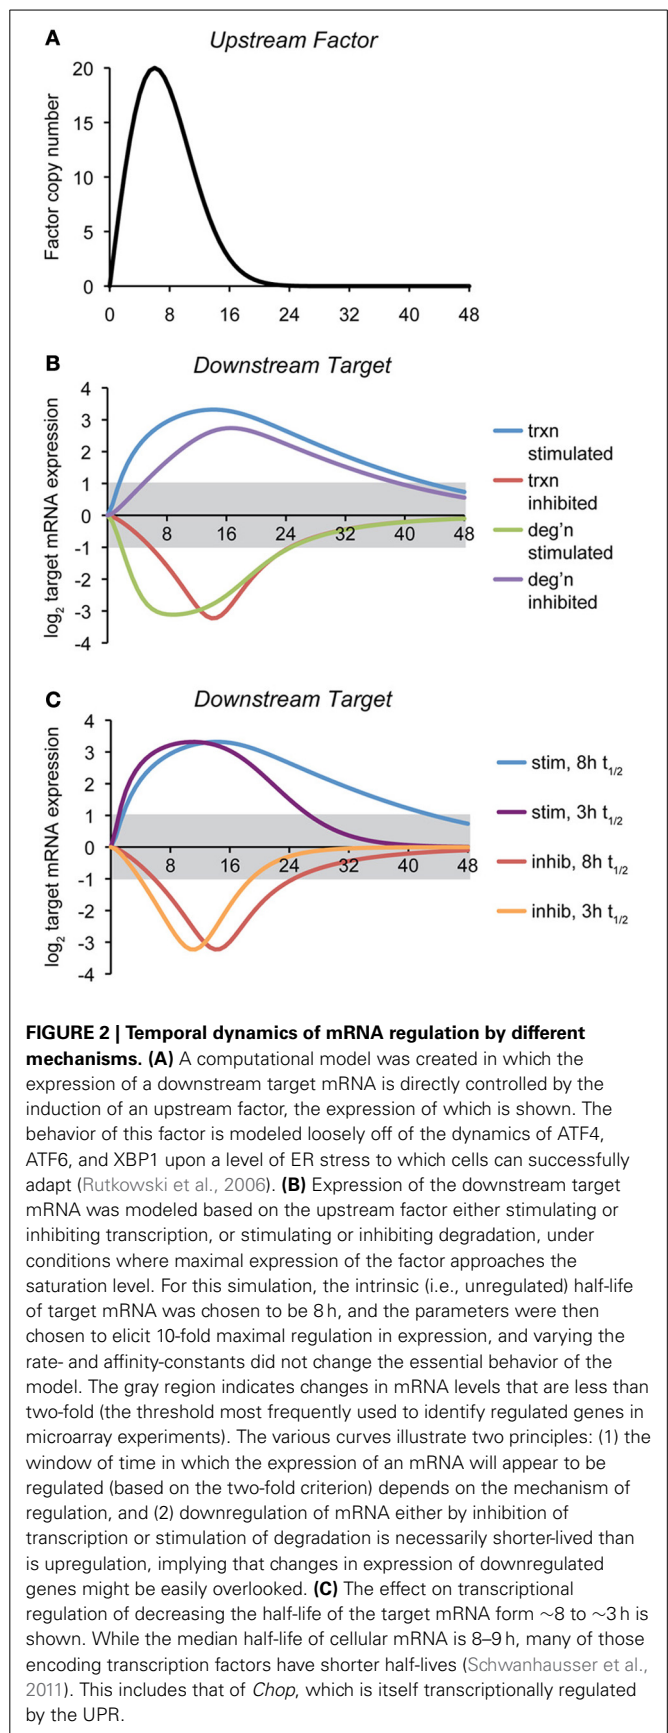 A
Upstream Factor
Factor copy number
20
15
10
5
0
0 8 16 24 32 40 48
B
Downstream Target
log2 target mRNA expression
4
3
2
1
0
-1
-2
-3
-4
8 16 24 32 40 48
trxn
stimulated
trxn
inhibited
deg'n
stimulated
deg'n
inhibited
C
Downstream Target
log2 target mRNA expression
4
3
2
1
0
-1
-2
-3
-4
8 16 24 32 40 48
stim, 8h t1/2
stim, 3h t1/2
inhib, 8h t1/2
inhib, 3h t1/2
FIGURE 2 | Temporal dynamics of mRNA regulation by different
mechanisms. (A) A computational model was created in which the
expression of a downstream target mRNA is directly controlled by the
induction of an upstream factor, the expression of which is shown. The
behavior of this factor is modeled loosely off of the dynamics of ATF4,
ATF6, and XBP1 upon a level of ER stress to which cells can successfully
adapt (Rutkowski et al., 2006). (B) Expression of the downstream target
mRNA was modeled based on the upstream factor either stimulating or
inhibiting transcription, or stimulating or inhibiting degradation, under
conditions where maximal expression of the factor approaches the
saturation level. For this simulation, the intrinsic (i.e., unregulated) half-life
of target mRNA was chosen to be 8 h, and the parameters were then
chosen to elicit 10-fold maximal regulation in expression, and varying the
rate- and affinity-constants did not change the essential behavior of the
model. The gray region indicates changes in mRNA levels that are less than
two-fold (the threshold most frequently used to identify regulated genes in
microarray experiments). The various curves illustrate two principles: (1) the
window of time in which the expression of an mRNA will appear to be
regulated (based on the two-fold criterion) depends on the mechanism of
regulation, and (2) downregulation of mRNA either by inhibition of
transcription or stimulation of degradation is necessarily shorter-lived than
is upregulation, implying that changes in expression of downregulated
genes might be easily overlooked. (C) The effect on transcriptional
regulation of decreasing the half-life of the target mRNA form ~8 to ~3 h is
shown. While the median half-life of cellular mRNA is 8–9 h, many of those
encoding transcription factors have shorter half-lives (Schwanhausser et al.,
2011). This includes that of Chop, which is itself transcriptionally regulated
by the UPR.